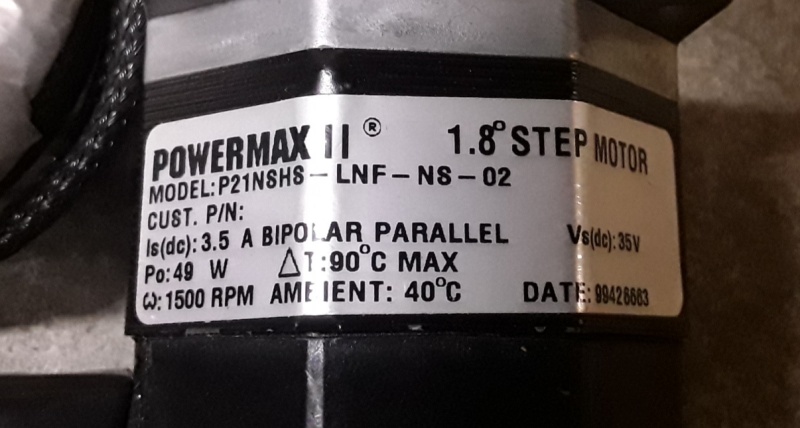 POWERMAX II ® 1.8° STEP MOTOR
MODEL: P21NSHS – LNF – NS – 02
CUST. P/N:
Is(dc): 3.5 A BIPOLAR PARALLEL Vs(dc): 35V
Po: 49 W ΔT: 90°C MAX
ω: 1500 RPM AMBIENT: 40°C DATE: 99428663